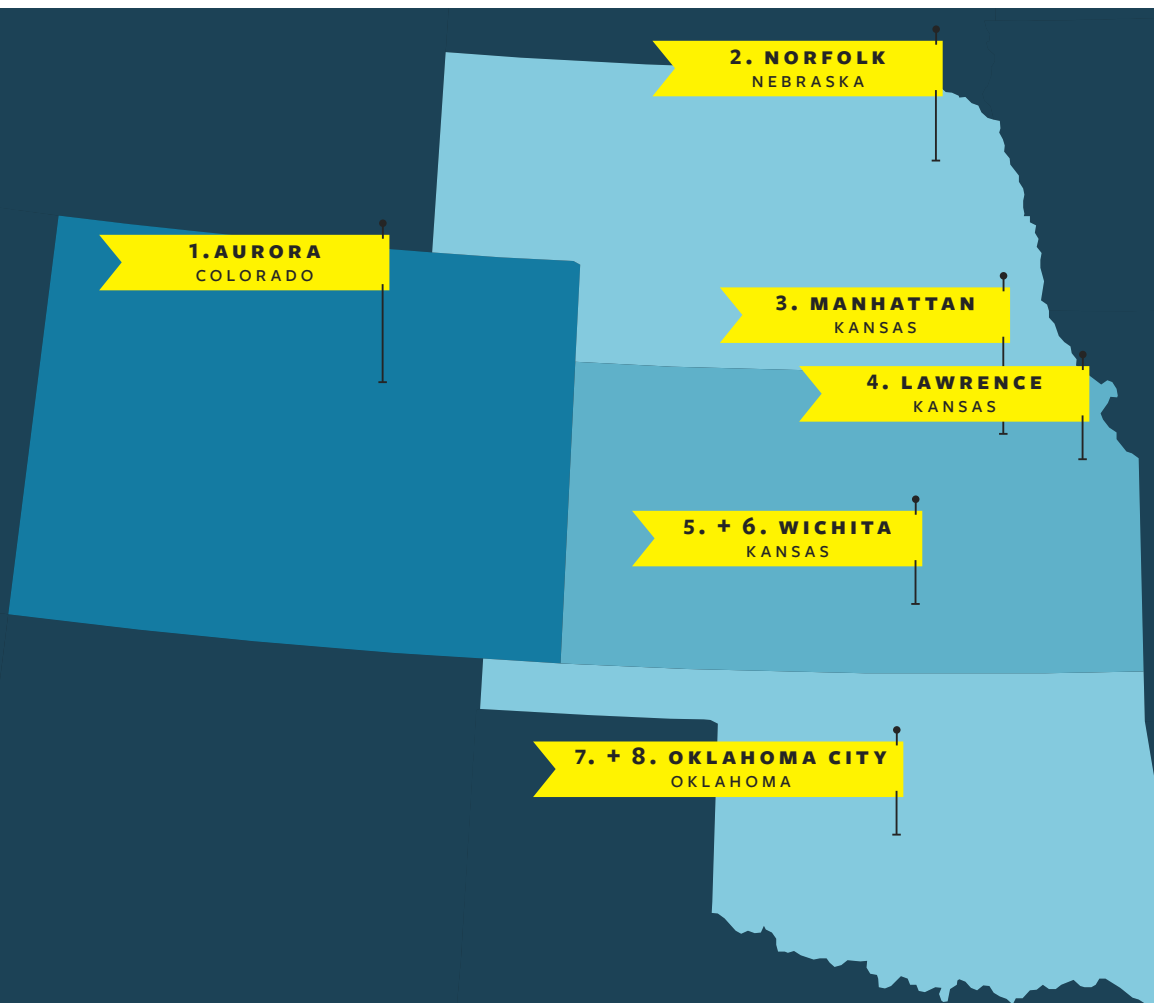 2. NORFOLK
NEBRASKA
1.AURORA
COLORADO
3. MANHATTAN
KANSAS
4. LAWRENCE
KANSAS
5. + 6. WICHITA
KANSAS
7. + 8. OKLAHOMA CITY
OKLAHOMA